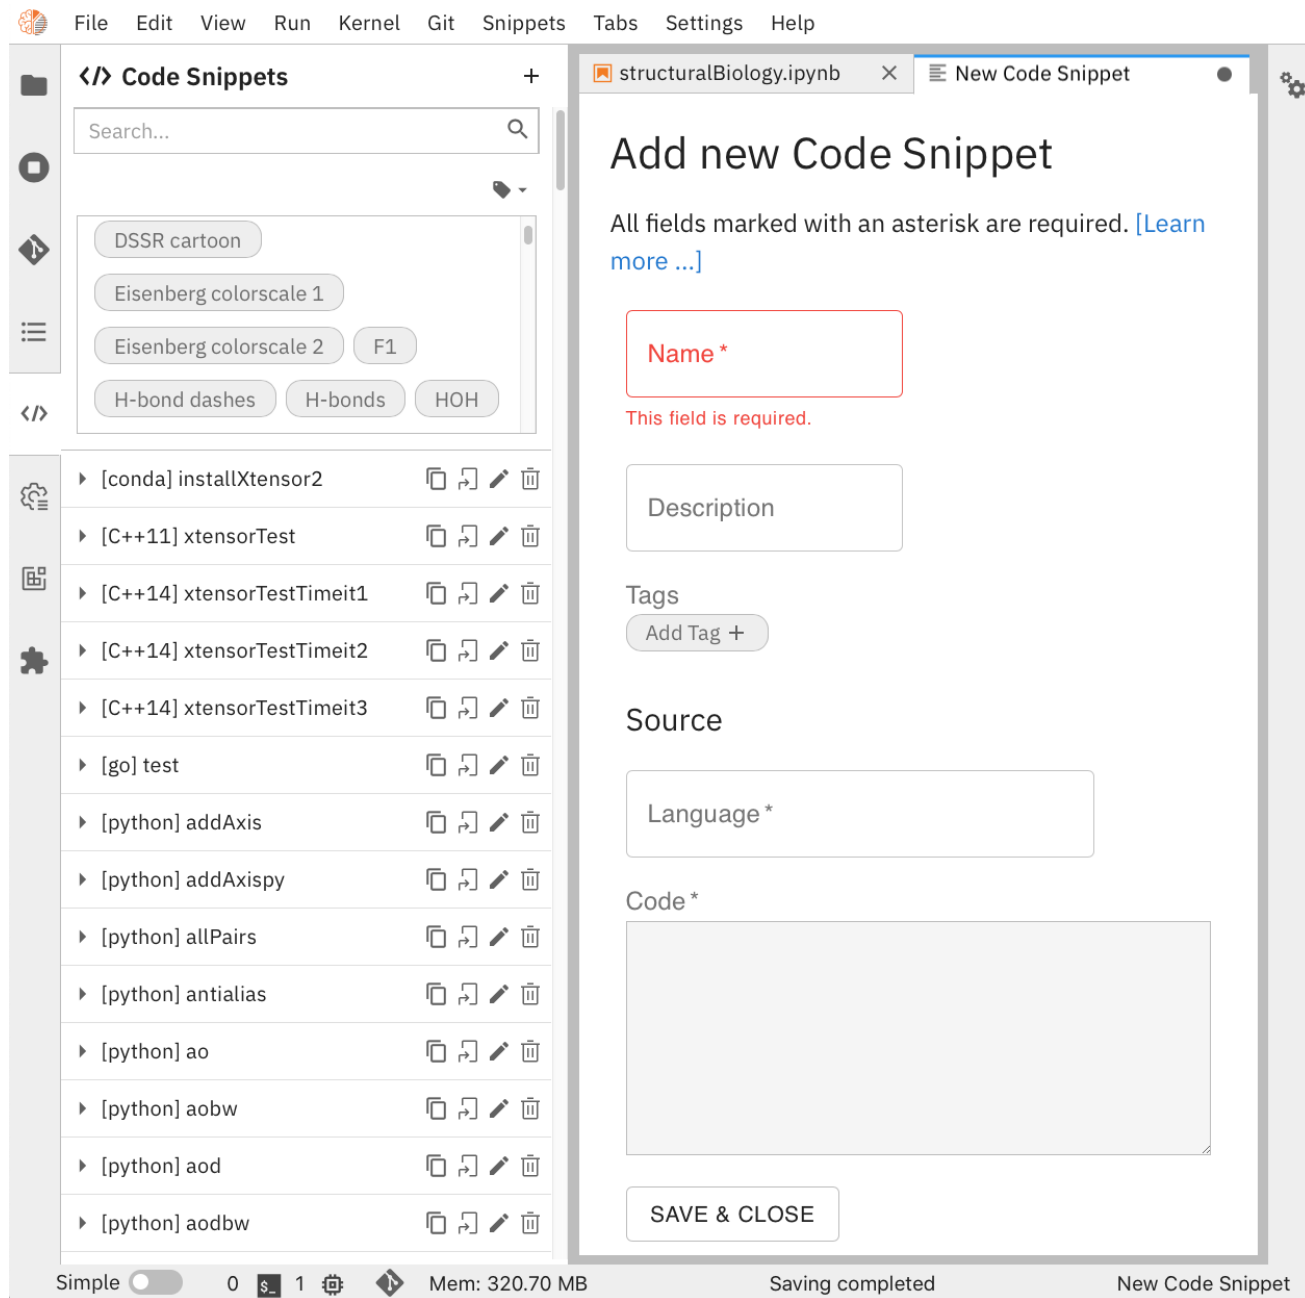 File Edit View Run Kernel Git Snippets Tabs Settings Help
</> Code Snippets +
Search...
DSSR cartoon
Eisenberg colorscale 1
Eisenberg colorscale 2 F1
H-bond dashes H-bonds HOH
[conda] installXtensor2
[C++11] xtensorTest
[C++14] xtensorTestTimeit1
[C++14] xtensorTestTimeit2
[C++14] xtensorTestTimeit3
[go] test
[python] addAxis
[python] addAxispy
[python] allPairs
[python] antialias
[python] ao
[python] aobw
[python] aod
[python] aodbw
structuralBiology.ipynb New Code Snippet
Add new Code Snippet
All fields marked with an asterisk are required. [Learn
more ...]
Name *
This field is required.
Description
Tags
Add Tag +
Source
Language *
Code *
SAVE & CLOSE
Simple 0 $_ 1 Mem: 320.70 MB Saving completed New Code Snippet